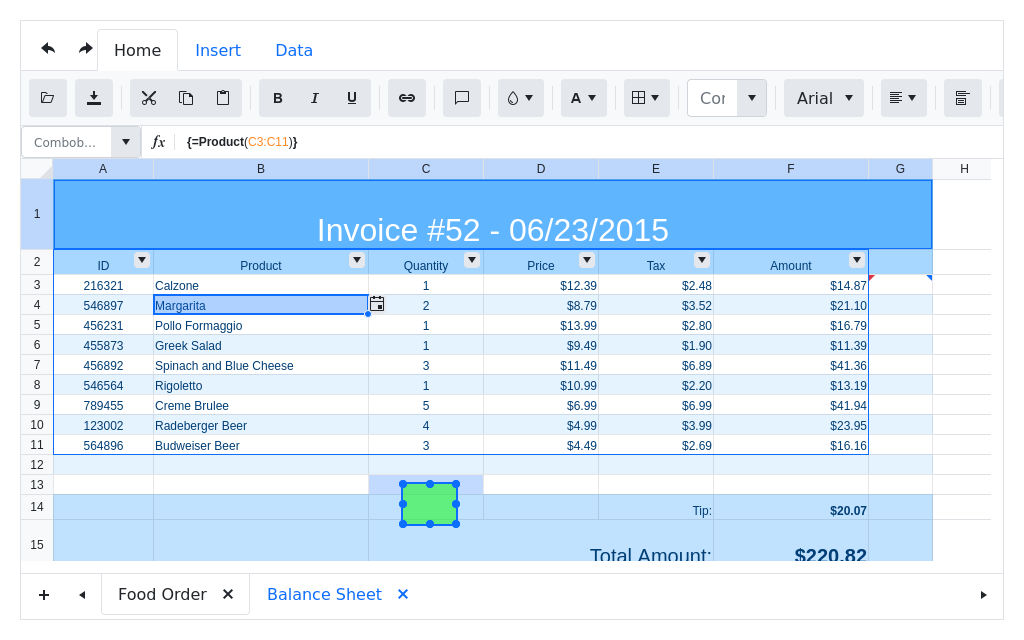 Home Insert Data
B I U A Cor Arial
Combob... fx {=Product(C3:C11)}
A B C D E F G H
1 Invoice #52 - 06/23/2015
2 ID Product Quantity Price Tax Amount
3 216321 Calzone 1 $12.39 $2.48 $14.87
4 546897 Margarita 2 $8.79 $3.52 $21.10
5 456231 Pollo Formaggio 1 $13.99 $2.80 $16.79
6 455873 Greek Salad 1 $9.49 $1.90 $11.39
7 456892 Spinach and Blue Cheese 3 $11.49 $6.89 $41.36
8 546564 Rigoletto 1 $10.99 $2.20 $13.19
9 789455 Creme Brulee 5 $6.99 $6.99 $41.94
10 123002 Radeberger Beer 4 $4.99 $3.99 $23.95
11 564896 Budweiser Beer 3 $4.49 $2.69 $16.16
12
13
14 Tip: $20.07
15 Total Amount: $220.82
Food Order Balance Sheet